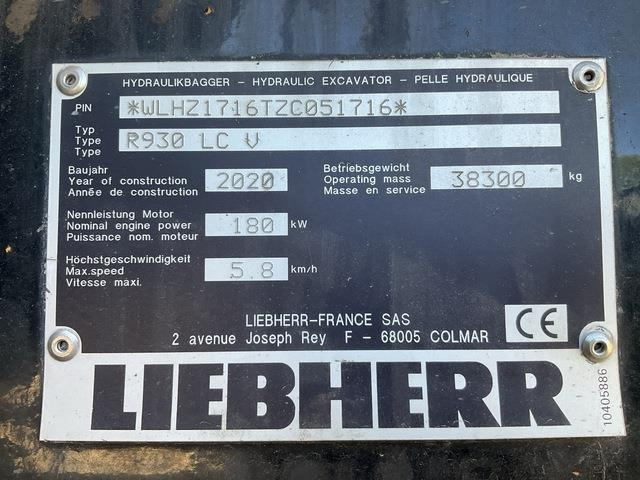 HYDRAULIKBAGGER - HYDRAULIC EXCAVATOR - PELLE HYDRAULIQUE
PIN *WLHZ1716TZC051716*
Typ
Type R930 LC V
Type
Baujahr
Year of construction 2020
Année de construction
Betriebsgewicht
Operating mass 38300 kg
Masse en service
Nennleistung Motor
Nominal engine power 180 kW
Puissance nom. moteur
Höchstgeschwindigkeit
Max.speed 5.8 km/h
Vitesse maxi.
LIEBHERR-FRANCE SAS
2 avenue Joseph Rey F - 68005 COLMAR
CE
LIEBHERR
10405886